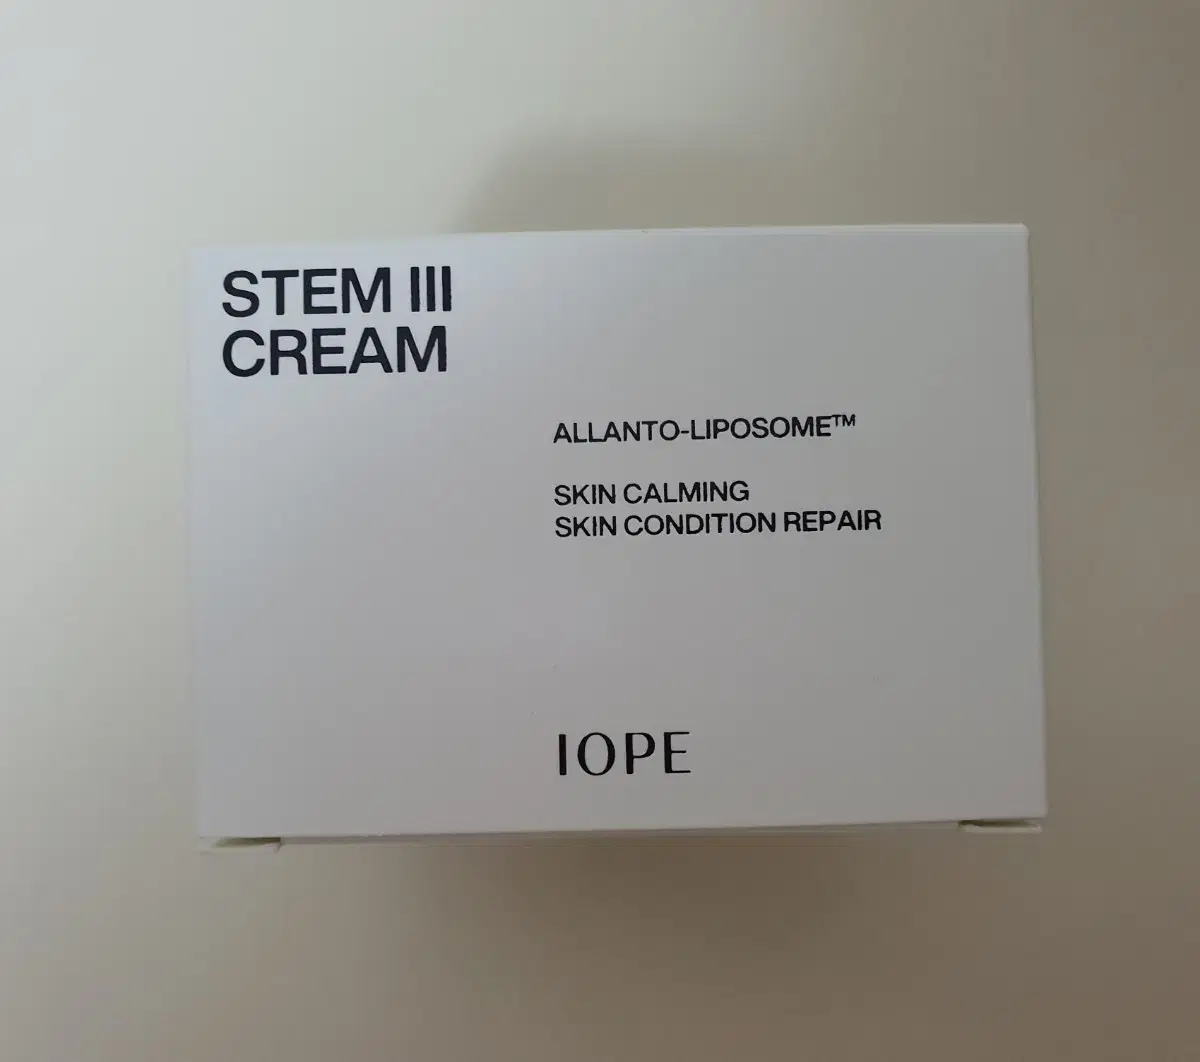 STEM III
CREAM
ALLANTO-LIPOSOME™
SKIN CALMING
SKIN CONDITION REPAIR
IOPE